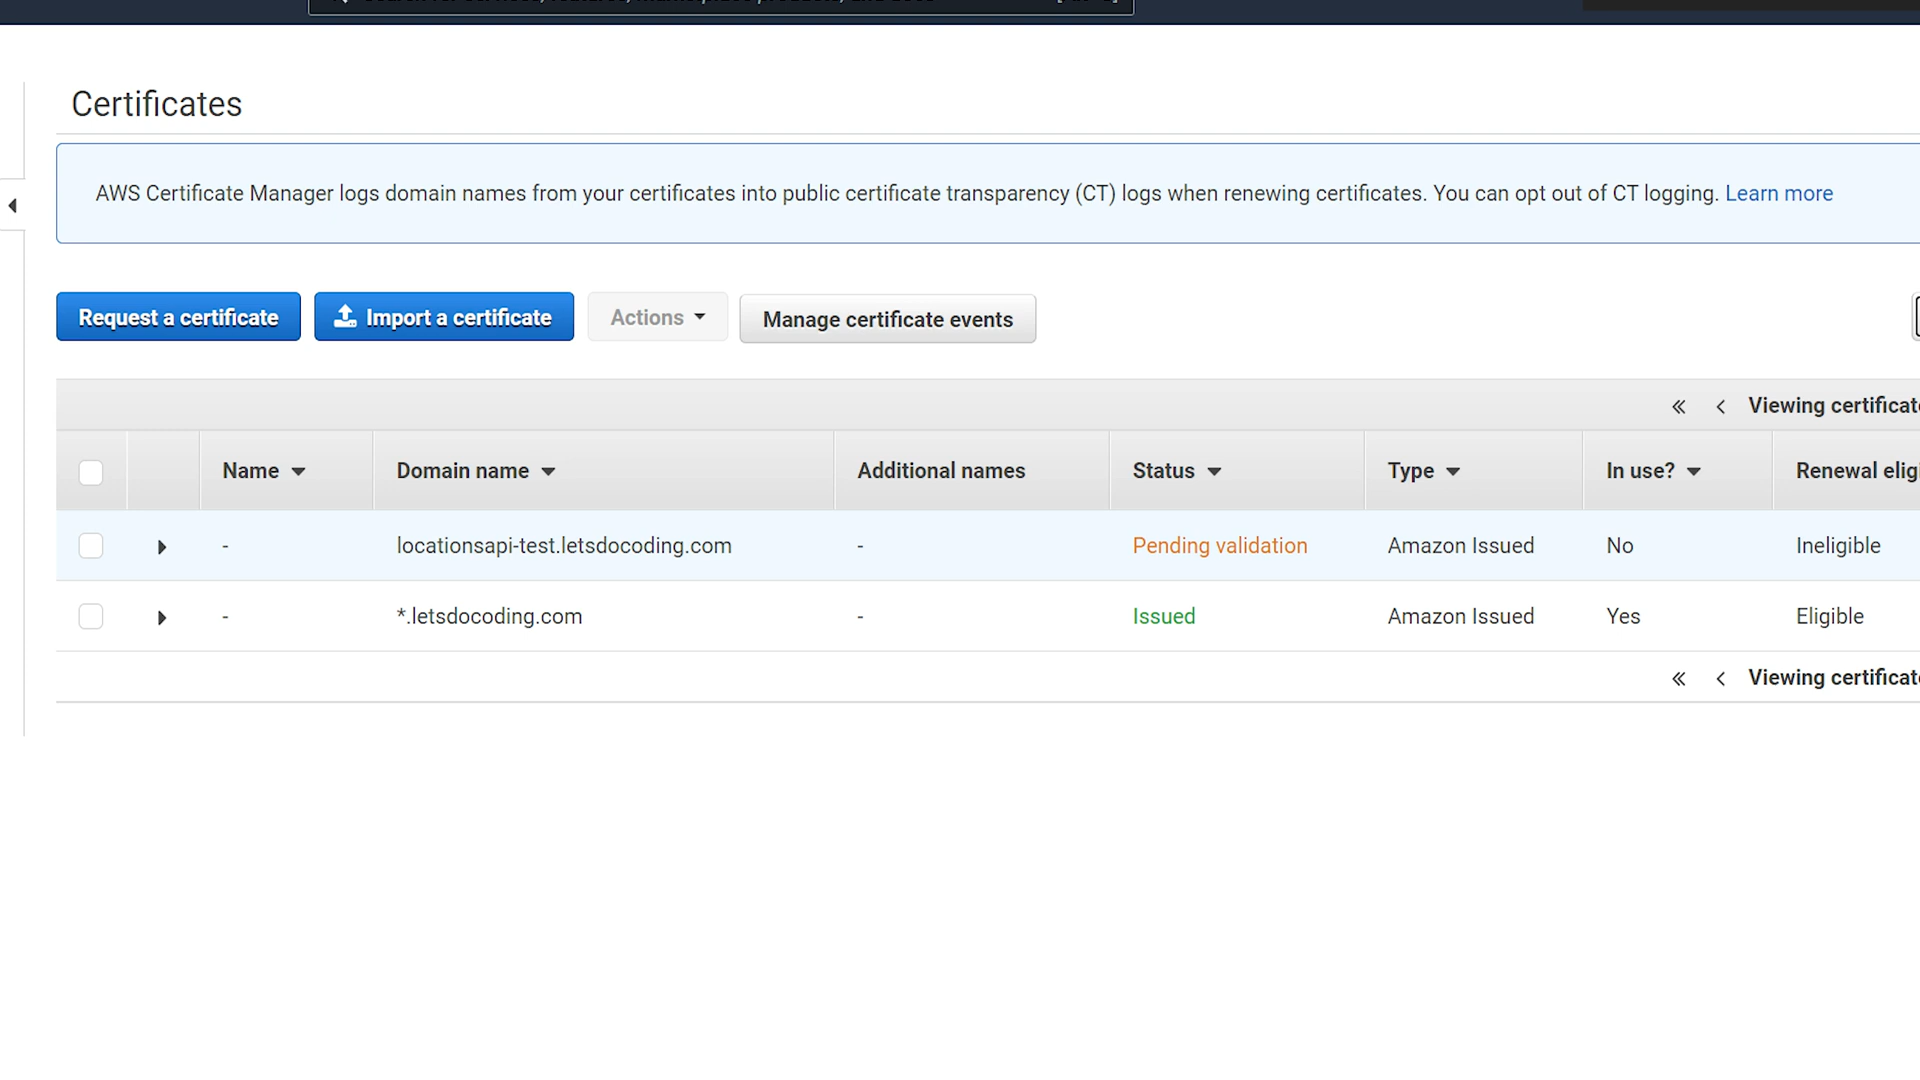 Certificates
AWS Certificate Manager logs domain names from your certificates into public certificate transparency (CT) logs when renewing certificates. You can opt out of CT logging. Learn more
Request a certificate Import a certificate Actions Manage certificate events
« ‹ Viewing certificat
Name Domain name Additional names Status Type In use? Renewal elig
- locationsapi-test.letsdocoding.com - Pending validation Amazon Issued No Ineligible
- *.letsdocoding.com - Issued Amazon Issued Yes Eligible
« ‹ Viewing certificat